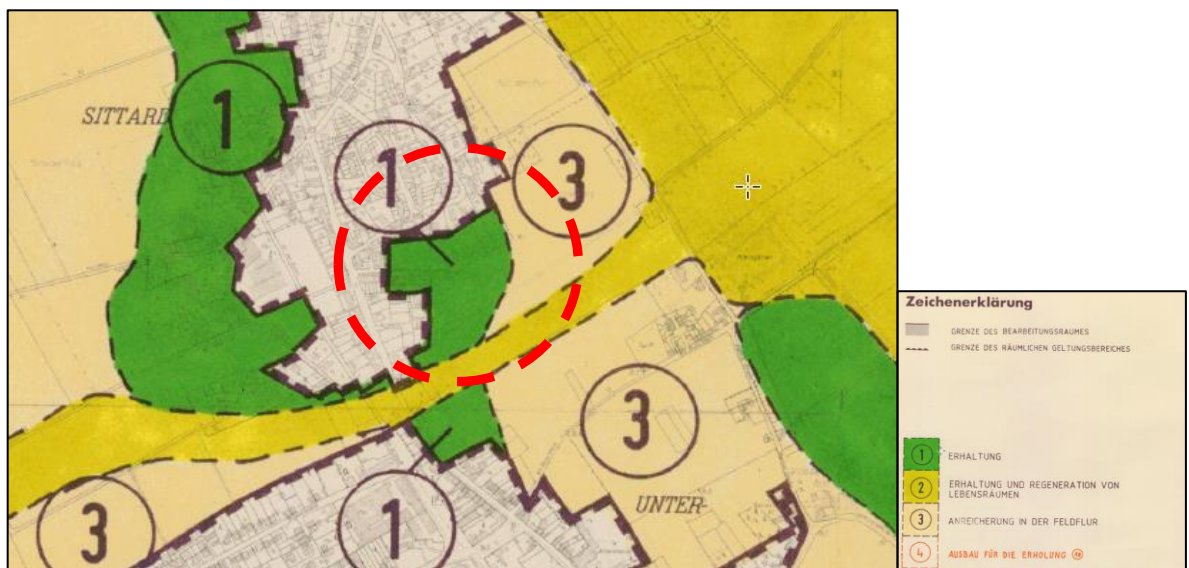 SITTARD
1
1
3
3
UNTER-
3
1
Zeichenerklärung
GRENZE DES BEARBEITUNGSRAUMES
GRENZE DES RÄUMLICHEN GELTUNGSBEREICHES
1 ERHALTUNG
2 ERHALTUNG UND REGENERATION VON
LEBENSRÄUMEN
3 ANREICHERUNG IN DER FELDFLUR
4 AUSBAU FÜR DIE ERHOLUNG